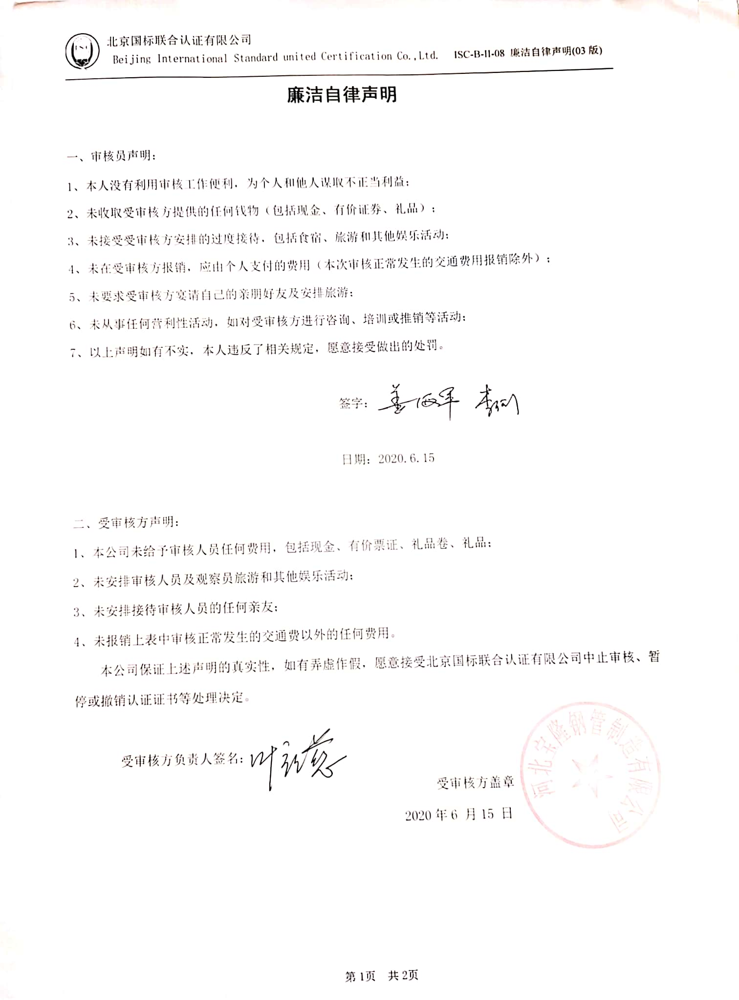 北京国标联合认证有限公司
Beijing International Standard united Certification Co.,Ltd. ISC-B-II-08 廉洁自律声明(03 版)
廉洁自律声明
一、审核员声明：
1、本人没有利用审核工作便利，为个人和他人谋取不正当利益；
2、未收取受审核方提供的任何钱物（包括现金、有价证券、礼品）；
3、未接受受审核方安排的过度接待，包括食宿、旅游和其他娱乐活动；
4、未在受审核方报销，应由个人支付的费用（本次审核正常发生的交通费用报销除外）；
5、未要求受审核方宴请自己的亲朋好友及安排旅游；
6、未从事任何营利性活动，如对受审核方进行咨询、培训或推销等活动；
7、以上声明如有不实，本人违反了相关规定，愿意接受做出的处罚。
签字：姜海军
日期：2020.6.15
二、受审核方声明：
1、本公司未给予审核人员任何费用，包括现金、有价票证、礼品卷、礼品；
2、未安排审核人员及观察员旅游和其他娱乐活动；
3、未安排接待审核人员的任何亲友；
4、未报销上表中审核正常发生的交通费以外的任何费用。
本公司保证上述声明的真实性，如有弄虚作假，愿意接受北京国标联合认证有限公司中止审核、暂
停或撤销认证证书等处理决定。
受审核方负责人签名：
受审核方盖章
2020 年 6 月 15 日
河北宝隆钢管制造有限公司
第 1页 共 2页